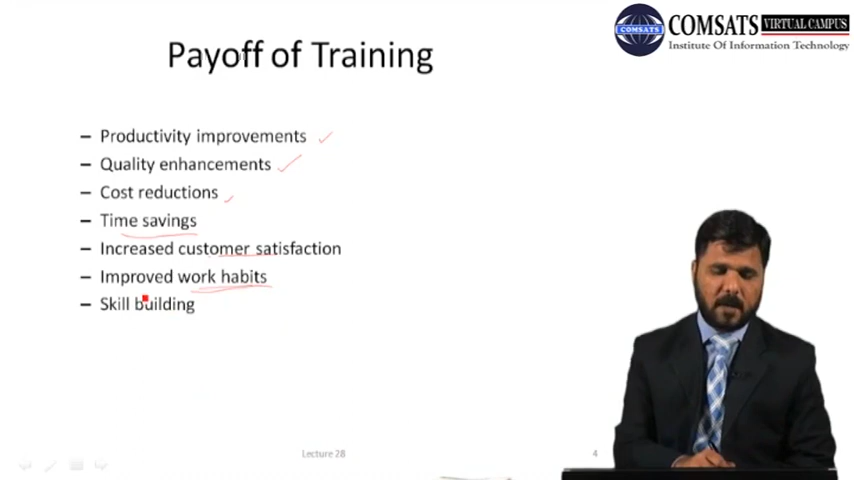 COMSATS VIRTUAL CAMPUS
COMSATS
Institute Of Information Technology
Payoff of Training
– Productivity improvements
– Quality enhancements
– Cost reductions
– Time savings
– Increased customer satisfaction
– Improved work habits
– Skill building
Lecture 28
4